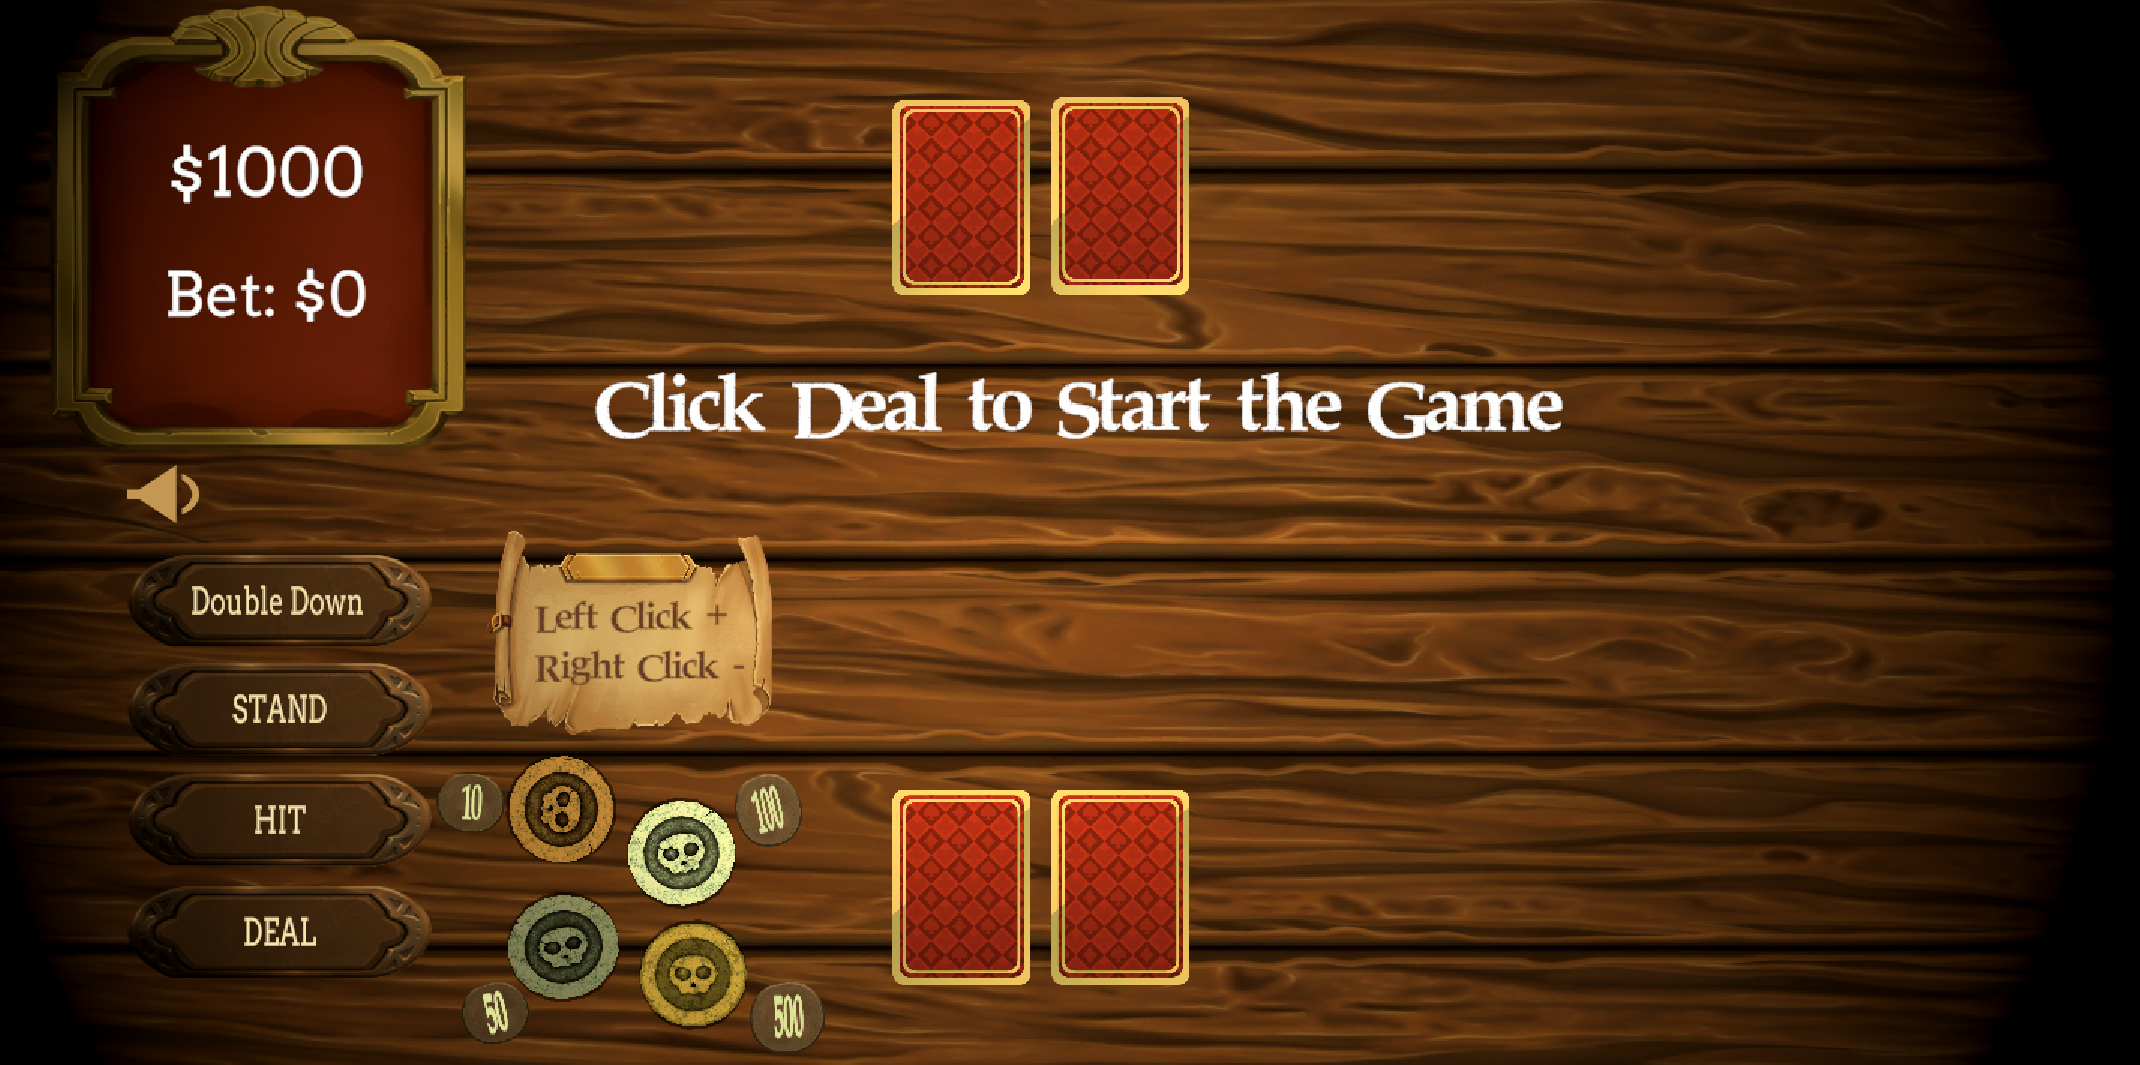 $1000
Bet: $0
Click Deal to Start the Game
Double Down
STAND
HIT
DEAL
Left Click +
Right Click -
10
100
50
500